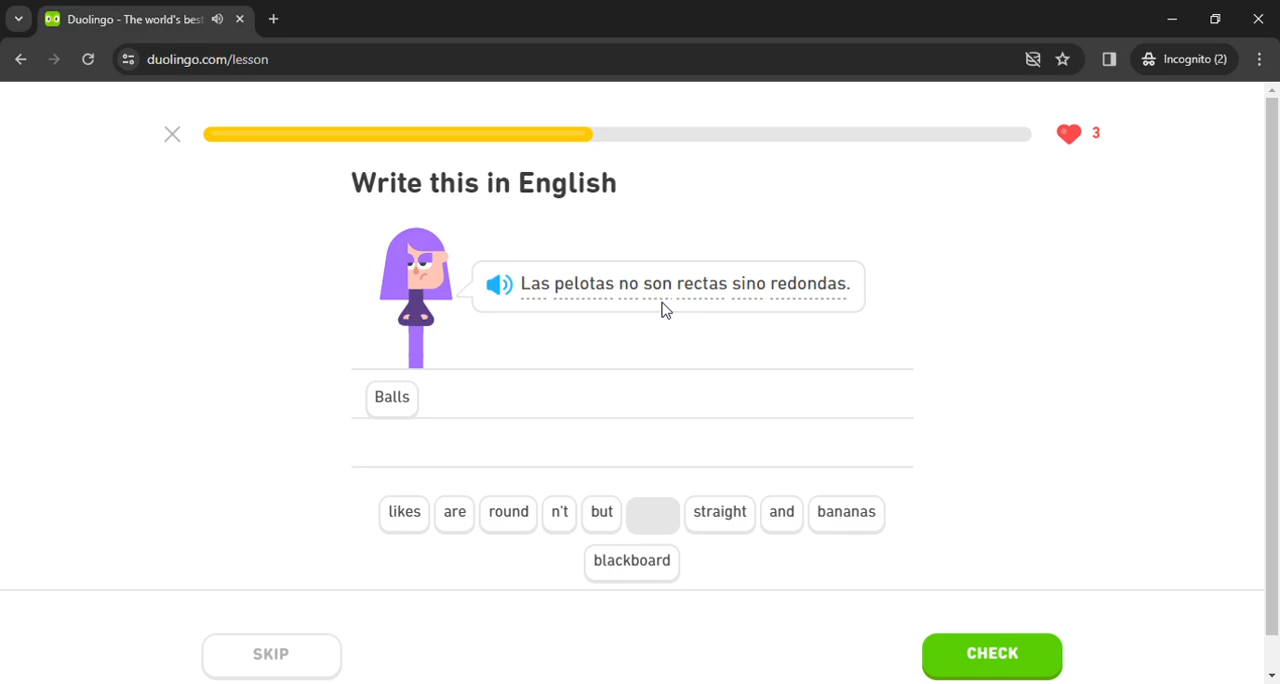 Duolingo - The world's best
duolingo.com/lesson
Incognito (2)
3
Write this in English
Las pelotas no son rectas sino redondas.
Balls
likes are round n't but straight and bananas
blackboard
SKIP
CHECK